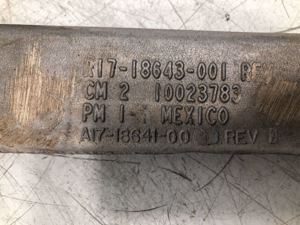 A17-18643-001 RE
CM 2 10023783
PM 1- MEXICO
A17-18641-00 REV